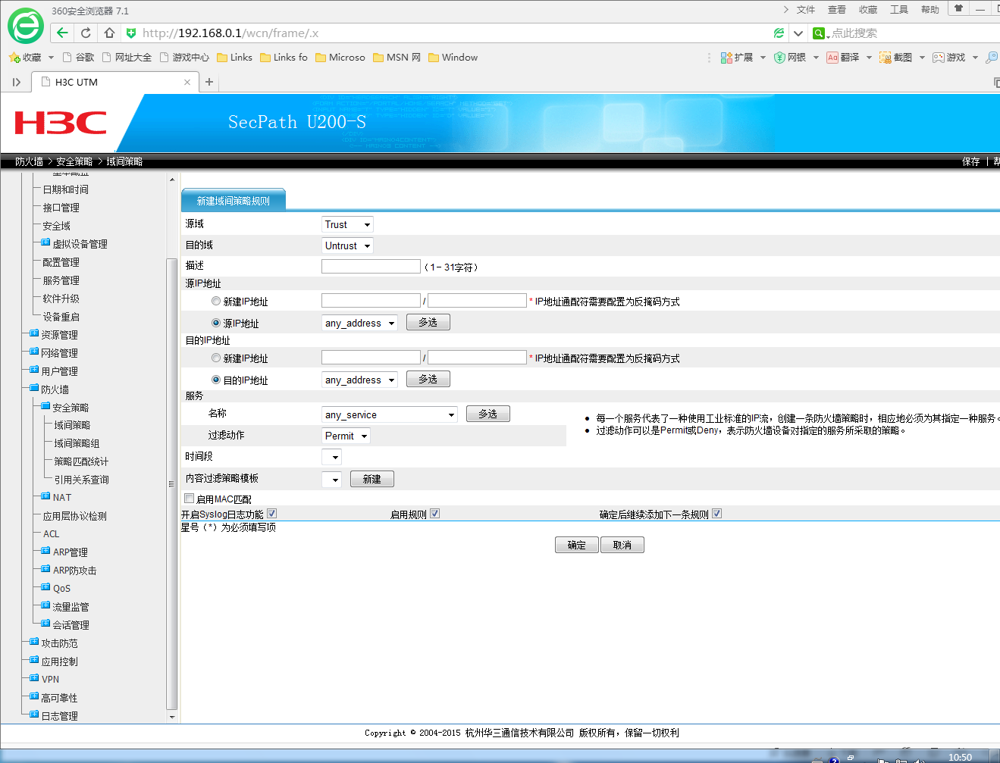 360安全浏览器 7.1
文件 查看 收藏 工具 帮助
http://192.168.0.1/wcn/frame/.x
点此搜索
收藏 谷歌 网址大全 游戏中心 Links Links fo Microso MSN 网 Window
扩展 网银 翻译 截图 游戏
H3C UTM
H3C
SecPath U200-S
防火墙 > 安全策略 > 域间策略
保存 | 帮
基本配置
日期和时间
接口管理
安全域
虚拟设备管理
配置管理
服务管理
软件升级
设备重启
资源管理
网络管理
用户管理
防火墙
安全策略
域间策略
域间策略组
策略匹配统计
引用关系查询
NAT
应用层协议检测
ACL
ARP管理
ARP防攻击
QoS
流量监管
会话管理
攻击防范
应用控制
VPN
高可靠性
日志管理
新建域间策略规则
源域 Trust
目的域 Untrust
描述 （1－31字符）
源IP地址
新建IP地址 / * IP地址通配符需要配置为反掩码方式
源IP地址 any_address 多选
目的IP地址
新建IP地址 / * IP地址通配符需要配置为反掩码方式
目的IP地址 any_address 多选
服务
名称 any_service 多选
每一个服务代表了一种使用工业标准的IP流，创建一条防火墙策略时，相应地必须为其指定一种服务。
过滤动作可以是Permit或Deny，表示防火墙设备对指定的服务所采取的策略。
过滤动作 Permit
时间段
内容过滤策略模板 新建
启用MAC匹配
开启Syslog日志功能 启用规则 确定后继续添加下一条规则
星号（*）为必须填写项
确定 取消
Copyright © 2004-2015 杭州华三通信技术有限公司 版权所有，保留一切权利
10:50